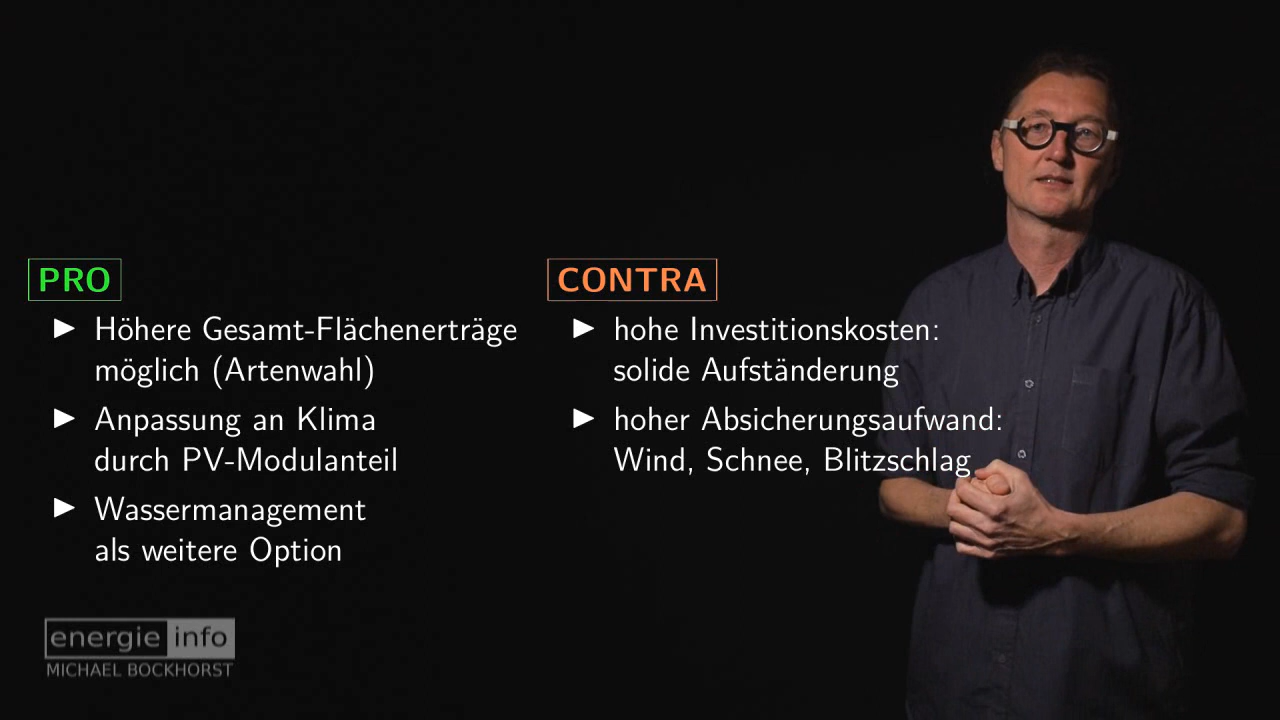 PRO
Höhere Gesamt-Flächenerträge
möglich (Artenwahl)
Anpassung an Klima
durch PV-Modulanteil
Wassermanagement
als weitere Option
CONTRA
hohe Investitionskosten:
solide Aufständerung
hoher Absicherungsaufwand:
Wind, Schnee, Blitzschlag
energie info
MICHAEL BOCKHORST